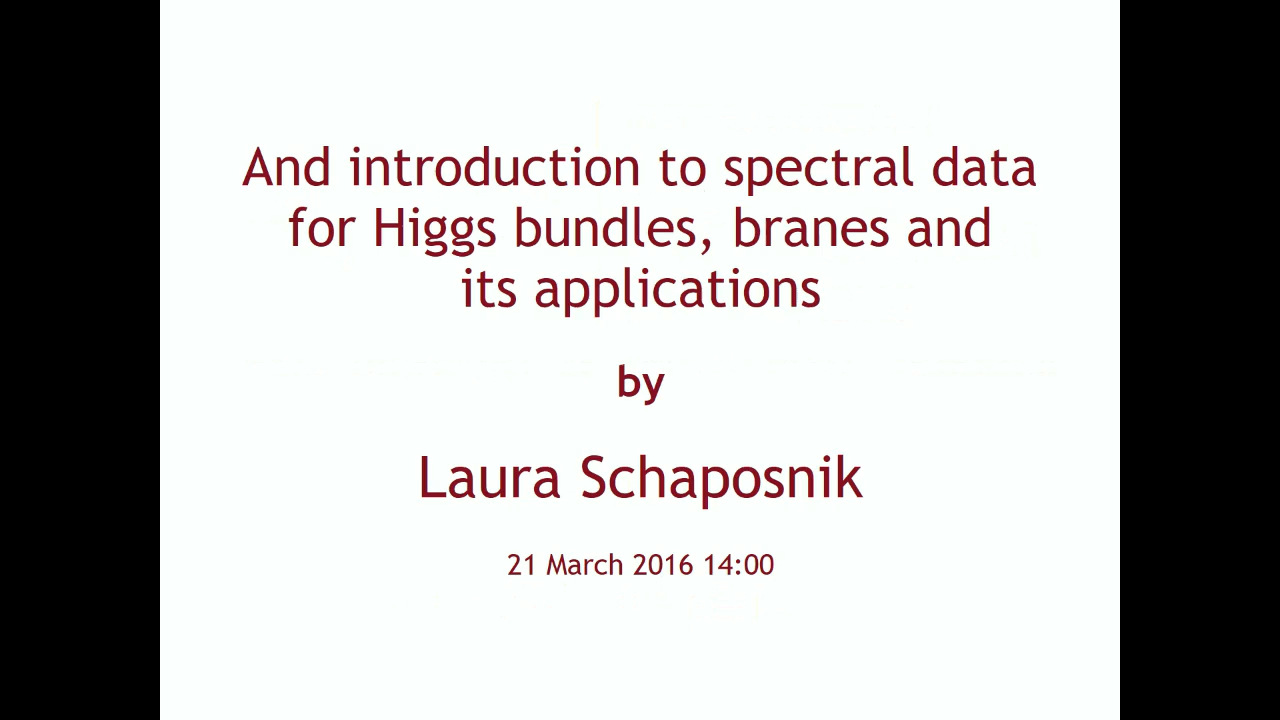 And introduction to spectral data
for Higgs bundles, branes and
its applications
by
Laura Schaposnik
21 March 2016 14:00